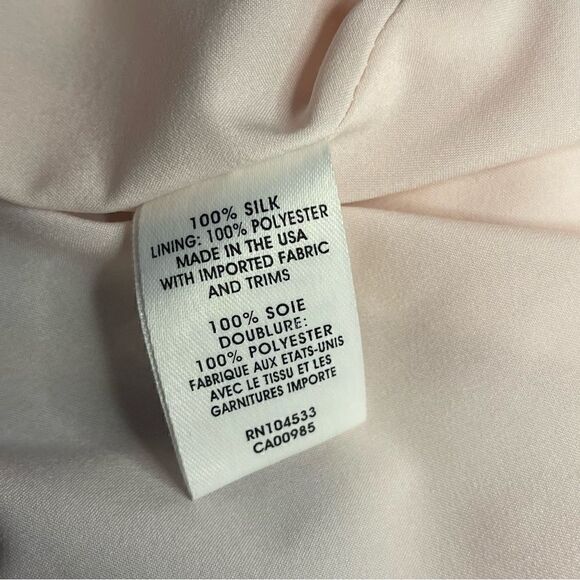 100% SILK
LINING: 100% POLYESTER
MADE IN THE USA
WITH IMPORTED FABRIC
AND TRIMS
100% SOIE
DOUBLURE:
100% POLYESTER
FABRIQUE AUX ETATS-UNIS
AVEC LE TISSU ET LES
GARNITURES IMPORTE
RN104533
CA00985